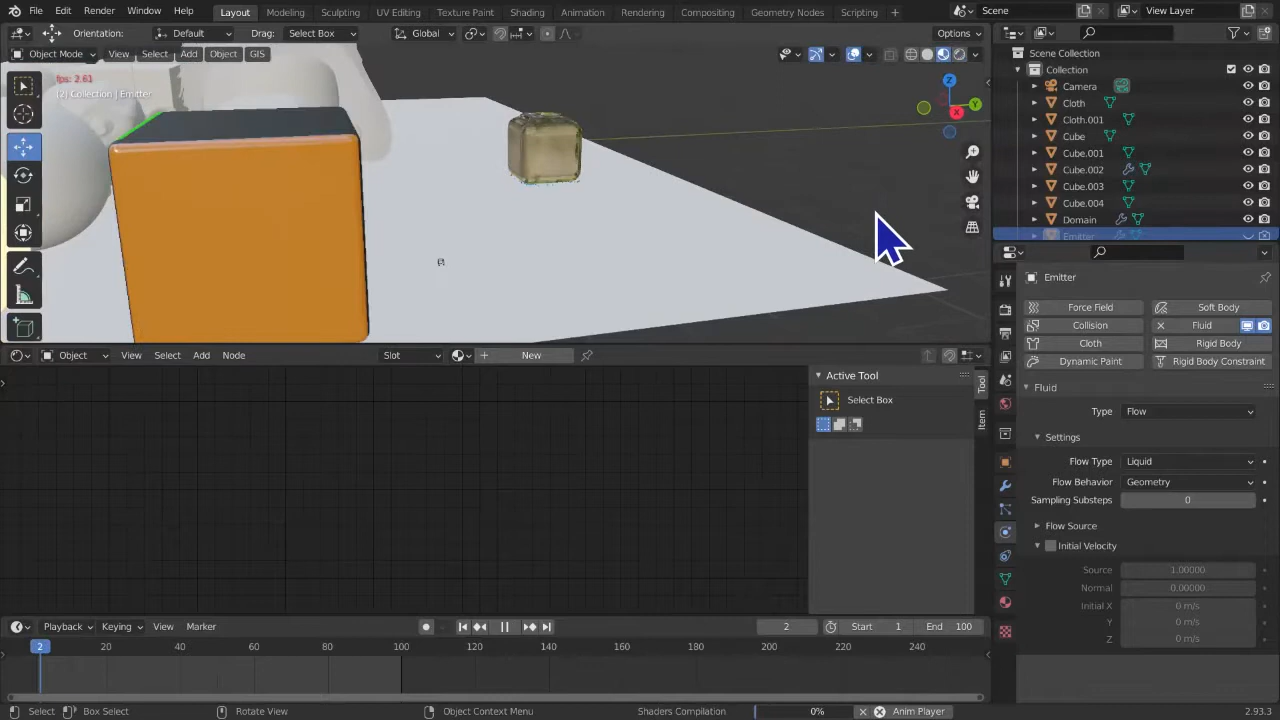 File Edit Render Window Help Layout Modeling Sculpting UV Editing Texture Paint Shading Animation Rendering Compositing Geometry Nodes Scripting + Scene View Layer
Orientation: Default Drag: Select Box Global Options
Object Mode View Select Add Object GIS
fps: 2.61
(2) Collection | Emitter
Z
Y
X
Scene Collection
Collection
Camera
Cloth
Cloth.001
Cube
Cube.001
Cube.002
Cube.003
Cube.004
Domain
Emitter
Emitter
Force Field Soft Body
Collision Fluid
Cloth Rigid Body
Dynamic Paint Rigid Body Constraint
Fluid
Type Flow
Settings
Flow Type Liquid
Flow Behavior Geometry
Sampling Substeps 0
Flow Source
Initial Velocity
Source 1.00000
Normal 0.00000
Initial X 0 m/s
Y 0 m/s
Z 0 m/s
Object View Select Add Node Slot New
Active Tool
Select Box
Tool
Item
Playback Keying View Marker 2 Start 1 End 100
2 20 40 60 80 100 120 140 160 180 200 220 240
Select Box Select Rotate View Object Context Menu Shaders Compilation 0% Anim Player 2.93.3